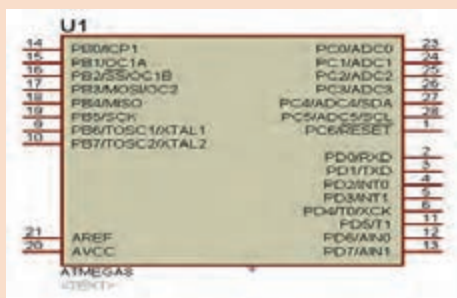 U1
14 PB0/ICP1 PC0/ADC0 23
15 PB1/OC1A PC1/ADC1 24
16 PB2/SS/OC1B PC2/ADC2 25
17 PB3/MOSI/OC2 PC3/ADC3 26
18 PB4/MISO PC4/ADC4/SDA 27
19 PB5/SCK PC5/ADC5/SCL 28
9 PB6/TOSC1/XTAL1 PC6/RESET 1
10 PB7/TOSC2/XTAL2
PD0/RXD 2
PD1/TXD 3
PD2/INT0 4
PD3/INT1 5
PD4/T0/XCK 6
PD5/T1 11
21 AREF PD6/AIN0 12
20 AVCC PD7/AIN1 13
ATMEGA8
<TEXT>